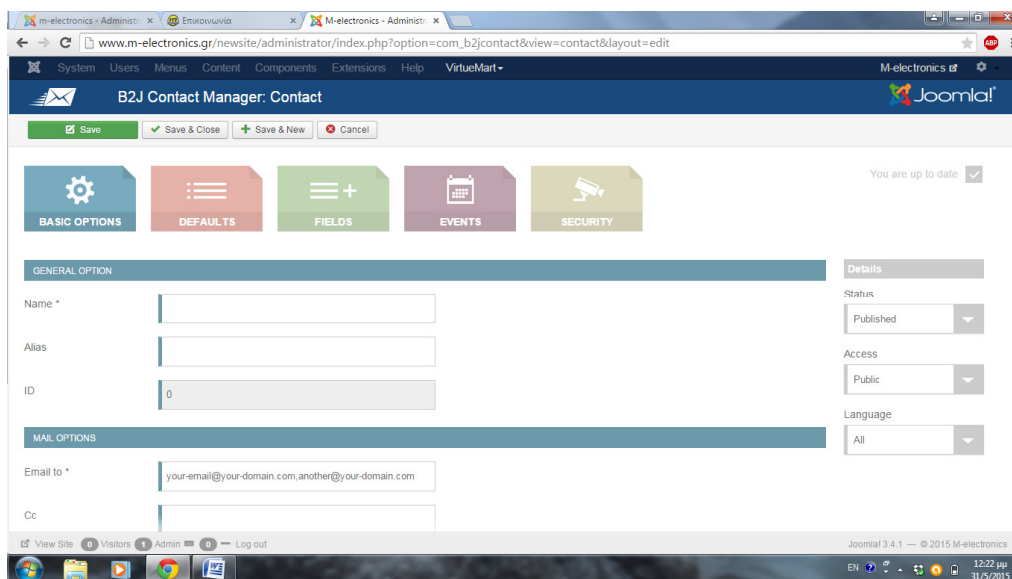 m-electronics - Administr
Επικοινωνία
M-electronics - Administr
www.m-electronics.gr/newsite/administrator/index.php?option=com_b2jcontact&view=contact&layout=edit
ABP
System Users Menus Content Components Extensions Help VirtueMart
M-electronics
B2J Contact Manager: Contact
Joomla!
Save
Save & Close
Save & New
Cancel
You are up to date
BASIC OPTIONS
DEFAULTS
FIELDS
EVENTS
SECURITY
GENERAL OPTION
Details
Name *
Status
Published
Alias
Access
Public
ID
0
Language
All
MAIL OPTIONS
Email to *
your-email@your-domain.com,another@your-domain.com
Cc
View Site 0 Visitors 1 Admin 0 Log out
Joomla! 3.4.1 — © 2015 M-electronics
EN
12:22 μμ
31/5/2015